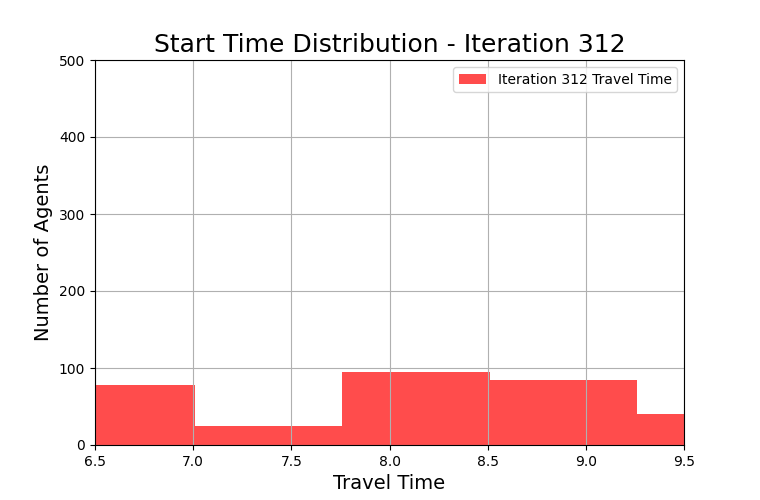 Start Time Distribution - Iteration 312
500
Iteration 312 Travel Time
400
300
200
100
0
Number of Agents
6.5 7.0 7.5 8.0 8.5 9.0 9.5
Travel Time